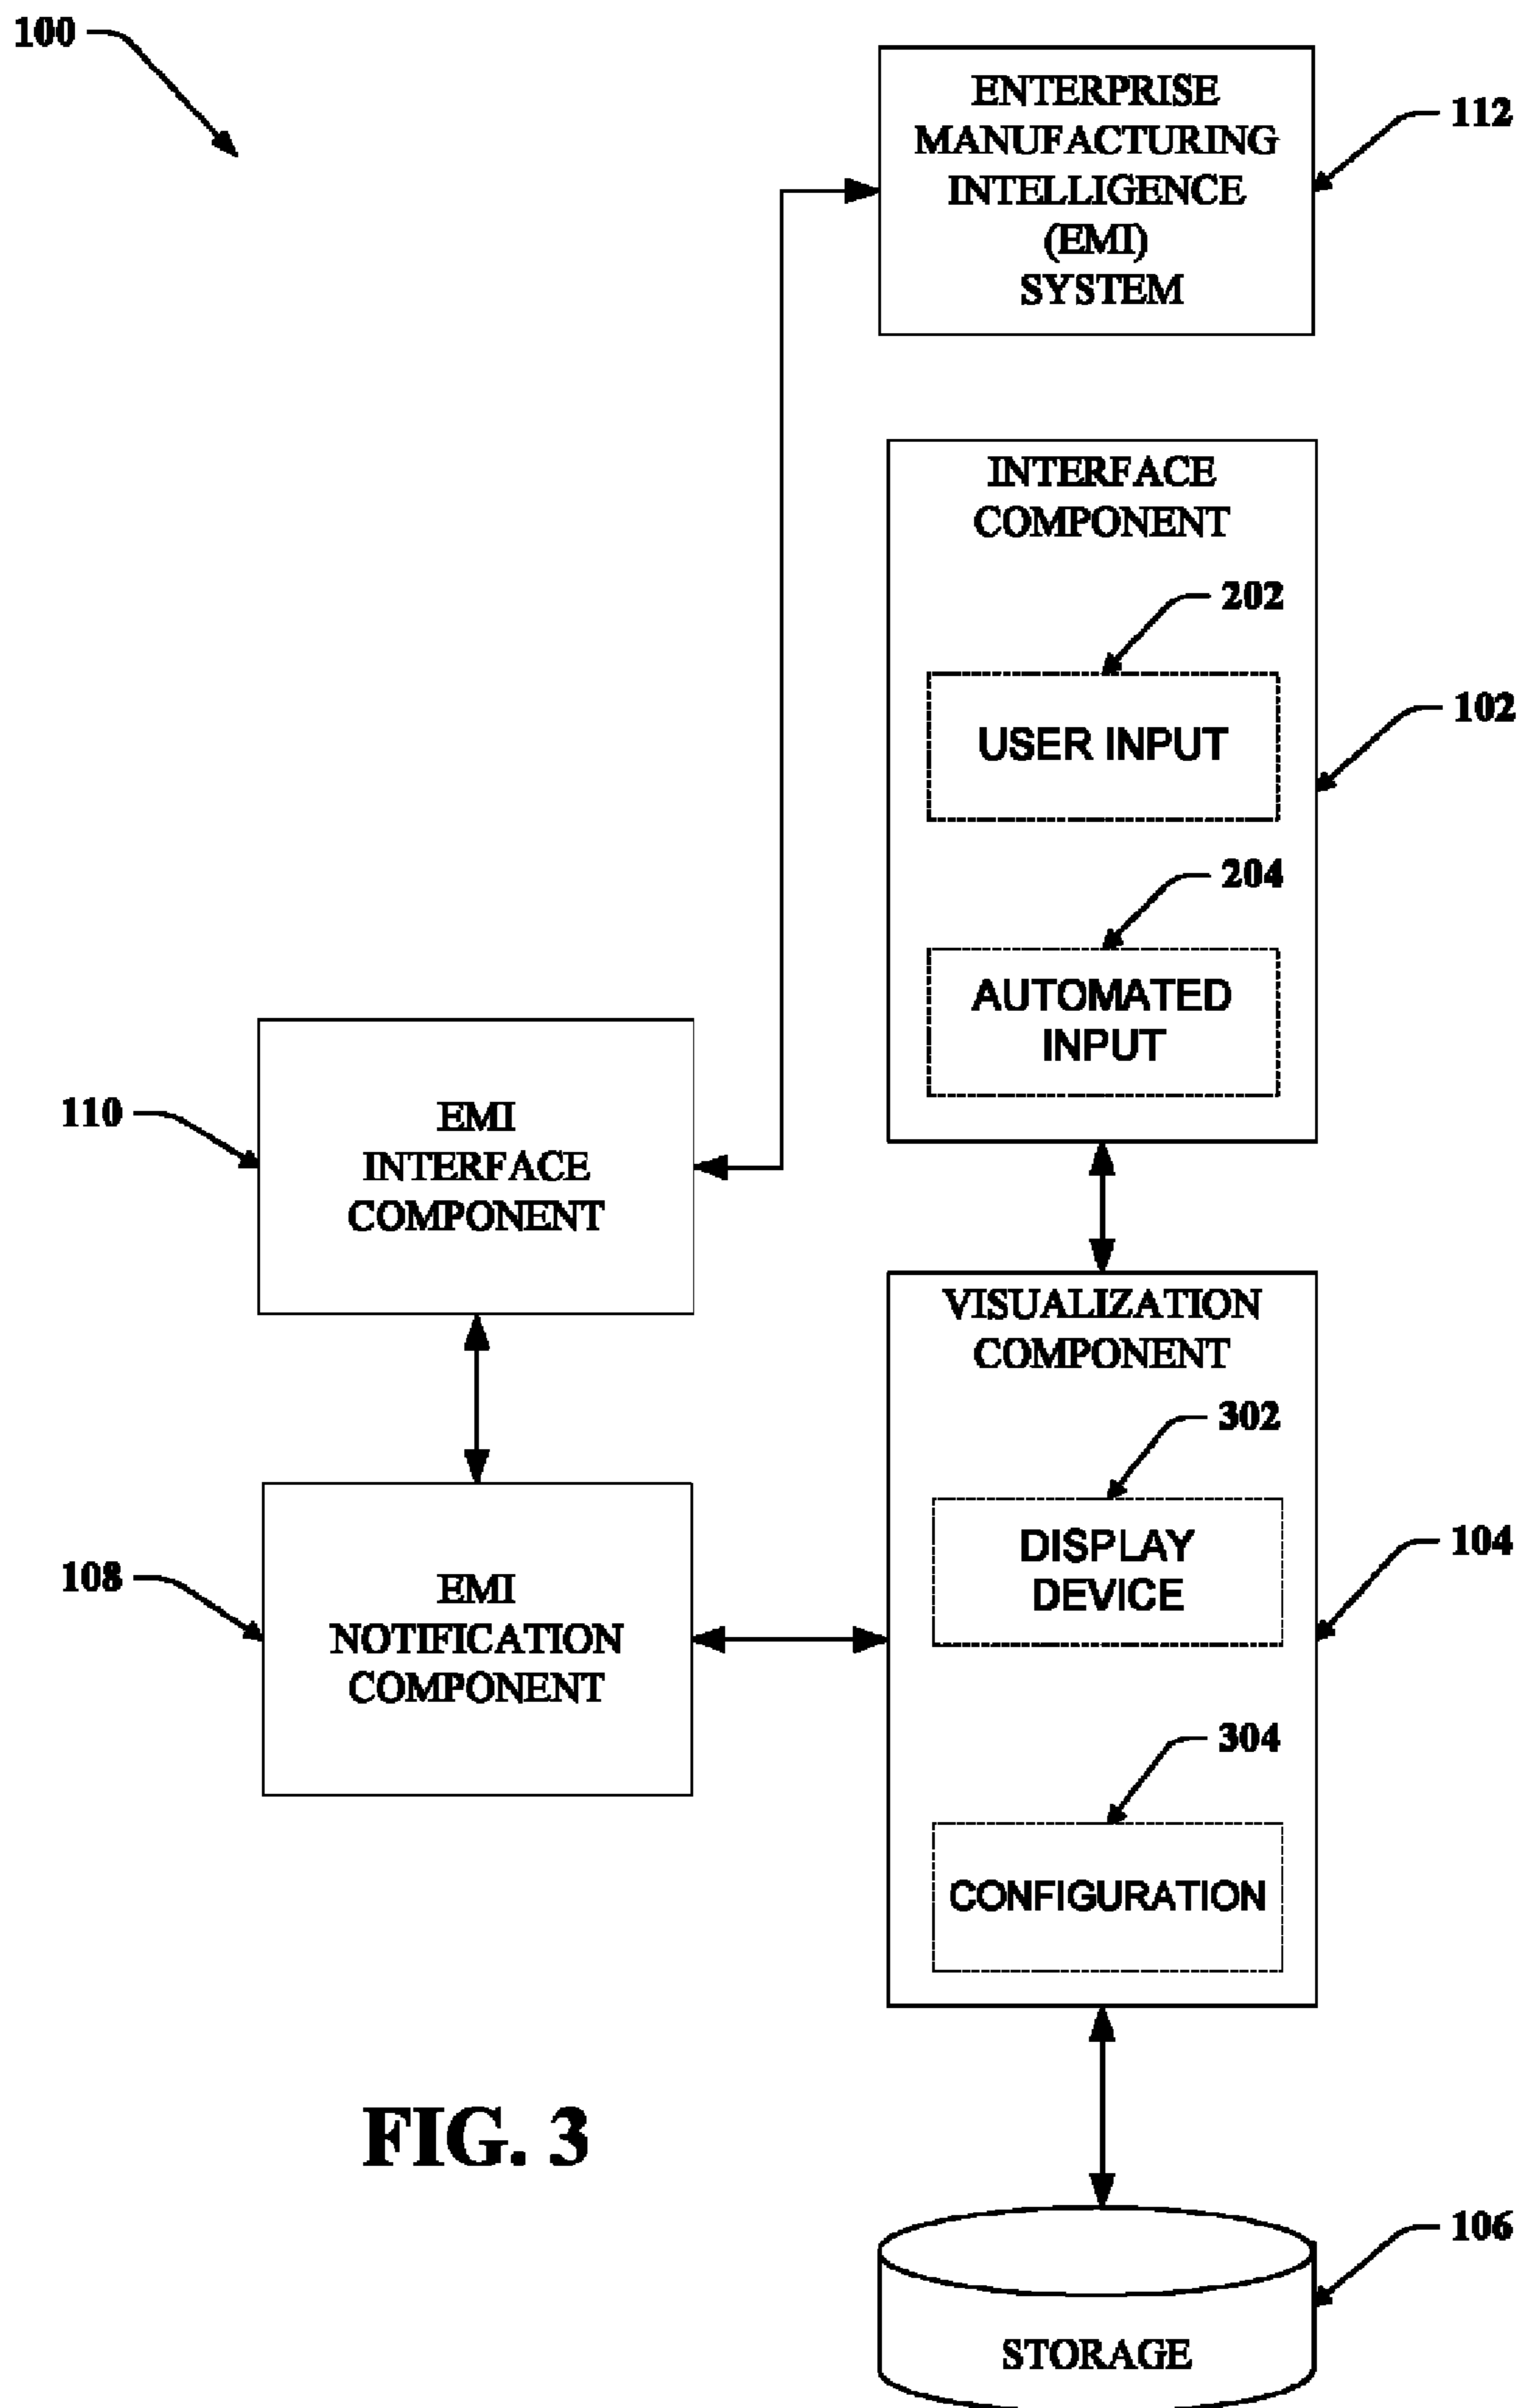 100
ENTERPRISE
MANUFACTURING
INTELLIGENCE
(EMI)
SYSTEM
112
INTERFACE
COMPONENT
202
USER INPUT
102
204
AUTOMATED
INPUT
110
EMI
INTERFACE
COMPONENT
VISUALIZATION
COMPONENT
302
DISPLAY
DEVICE
104
108
EMI
NOTIFICATION
COMPONENT
304
CONFIGURATION
FIG. 3
106
STORAGE